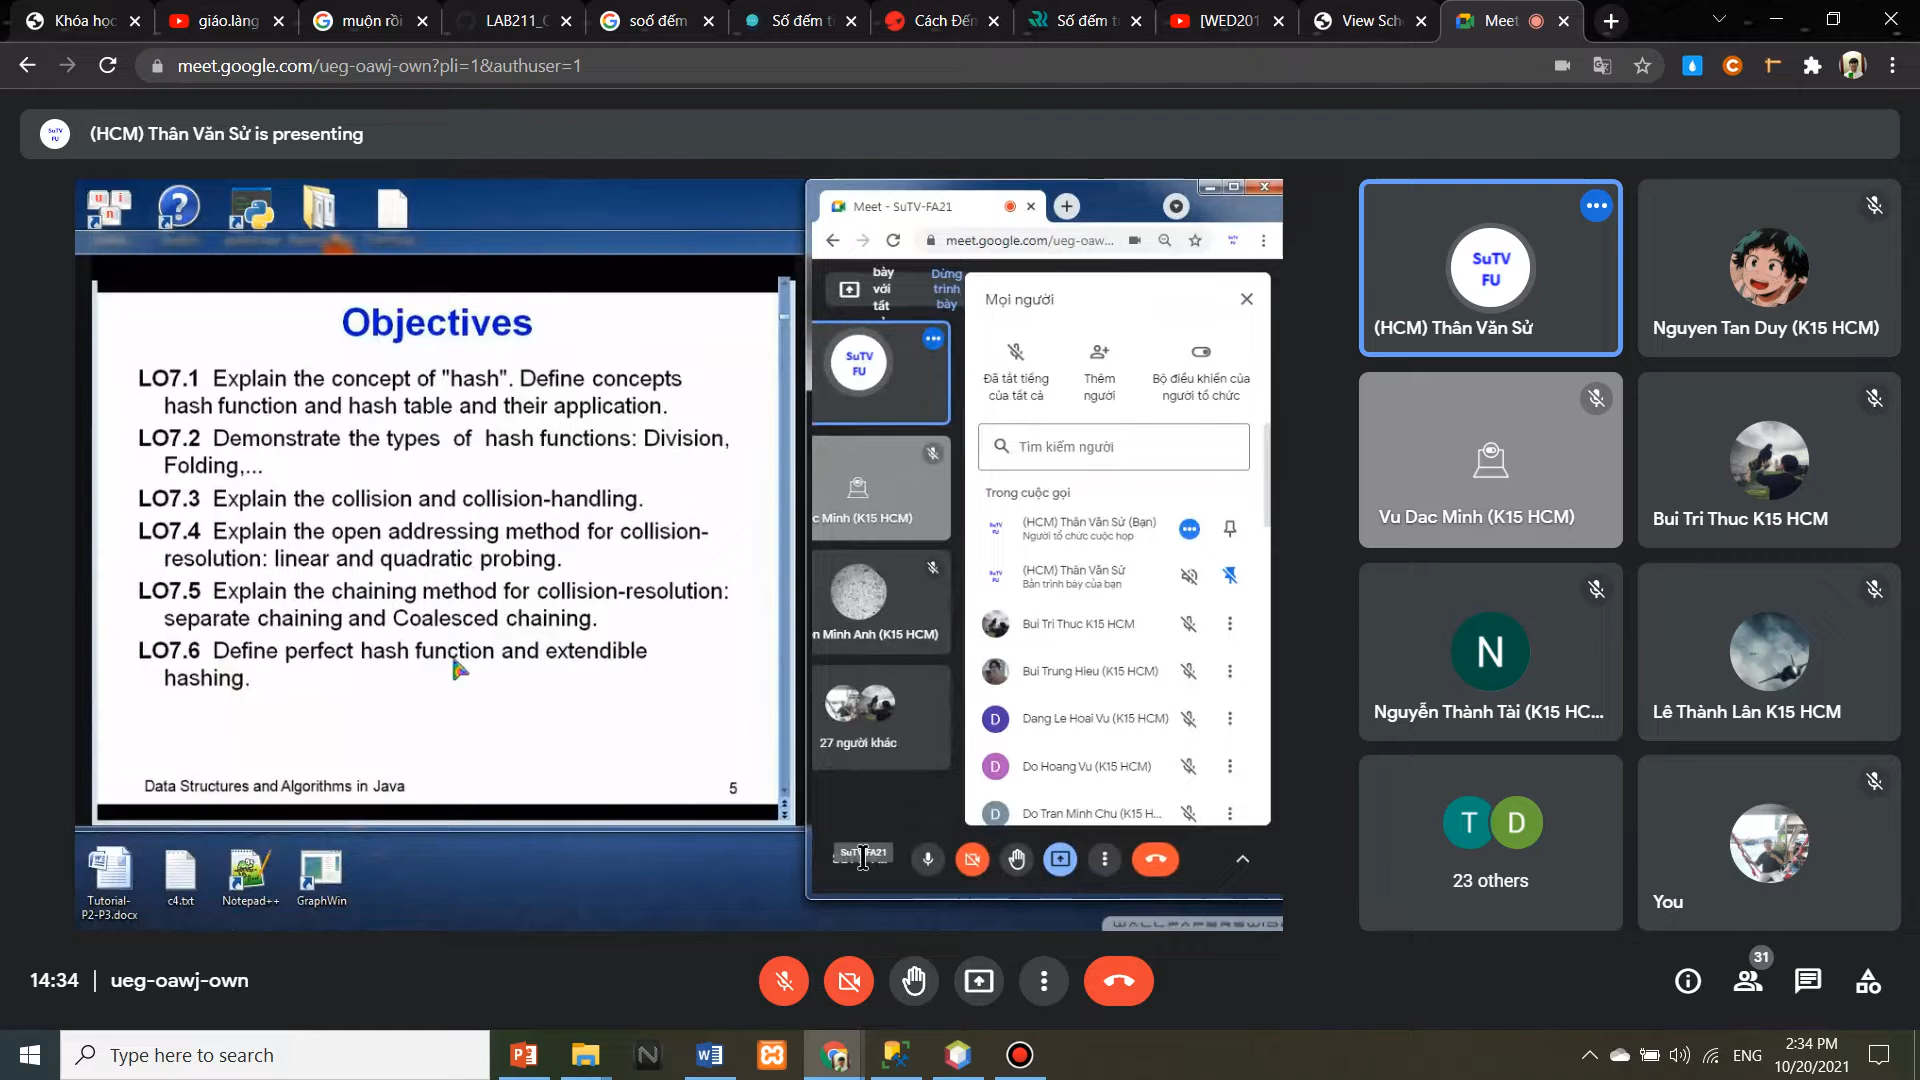 Khóa học
giáo.làng
muộn rồi
LAB211_
soố đếm
Số đếm t
Cách Đến
Số đếm t
[WED201
View Sch
Meet
meet.google.com/ueg-oawj-own?pli=1&authuser=1
SuTV
FU
(HCM) Thân Văn Sử is presenting
Meet - SuTV-FA21
meet.google.com/ueg-oaw...
Objectives
LO7.1 Explain the concept of "hash". Define concepts
hash function and hash table and their application.
LO7.2 Demonstrate the types of hash functions: Division,
Folding,...
LO7.3 Explain the collision and collision-handling.
LO7.4 Explain the open addressing method for collision-
resolution: linear and quadratic probing.
LO7.5 Explain the chaining method for collision-resolution:
separate chaining and Coalesced chaining.
LO7.6 Define perfect hash function and extendible
hashing.
Data Structures and Algorithms in Java
5
Tutorial-
P2-P3.docx
c4.txt
Notepad++
GraphWin
bày
với
tất
Dừng
trình
bày
SuTV
FU
c Minh (K15 HCM)
n Minh Anh (K15 HCM)
27 người khác
Mọi người
Đã tắt tiếng
của tất cả
Thêm
người
Bộ điều khiển của
người tổ chức
Tìm kiếm người
Trong cuộc gọi
(HCM) Thân Văn Sử (Bạn)
Người tổ chức cuộc họp
(HCM) Thân Văn Sử
Bản trình bày của bạn
Bui Tri Thuc K15 HCM
Bui Trung Hieu (K15 HCM)
D
Dang Le Hoai Vu (K15 HCM)
D
Do Hoang Vu (K15 HCM)
D
Do Tran Minh Chu (K15 H...
SuTV-FA21
SuTV
FU
(HCM) Thân Văn Sử
Nguyen Tan Duy (K15 HCM)
Vu Dac Minh (K15 HCM)
Bui Tri Thuc K15 HCM
N
Nguyễn Thành Tài (K15 HC...
Lê Thành Lân K15 HCM
T
D
23 others
You
14:34
ueg-oawj-own
31
Type here to search
ENG
2:34 PM
10/20/2021